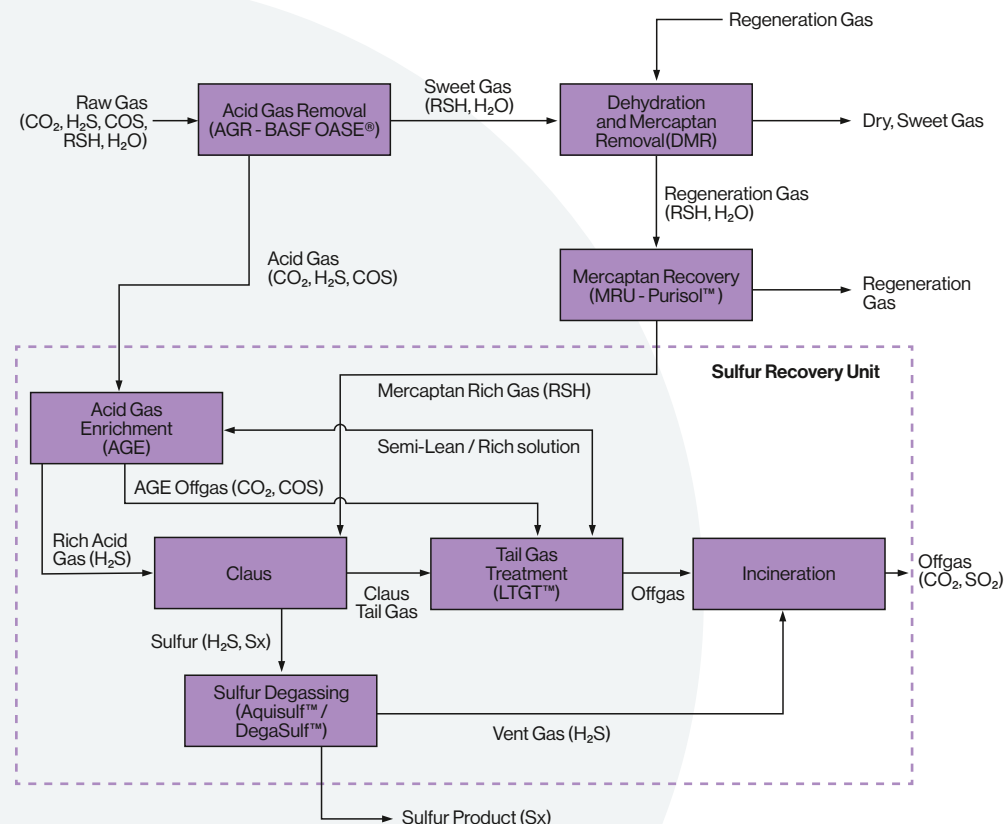 Regeneration Gas
Raw Gas
(CO₂, H₂S, COS,
RSH, H₂O)
Acid Gas Removal
(AGR - BASF OASE®)
Sweet Gas
(RSH, H₂O)
Dehydration
and Mercaptan
Removal(DMR)
Dry, Sweet Gas
Regeneration Gas
(RSH, H₂O)
Acid Gas
(CO₂, H₂S, COS)
Mercaptan Recovery
(MRU - Purisol™)
Regeneration
Gas
Sulfur Recovery Unit
Mercaptan Rich Gas (RSH)
Acid Gas
Enrichment
(AGE)
Semi-Lean / Rich solution
AGE Offgas (CO₂, COS)
Rich Acid
Gas (H₂S)
Claus
Claus
Tail Gas
Tail Gas
Treatment
(LTGT™)
Offgas
Incineration
Offgas
(CO₂, SO₂)
Sulfur (H₂S, Sx)
Sulfur Degassing
(Aquisulf™ /
DegaSulf™)
Vent Gas (H₂S)
Sulfur Product (Sx)